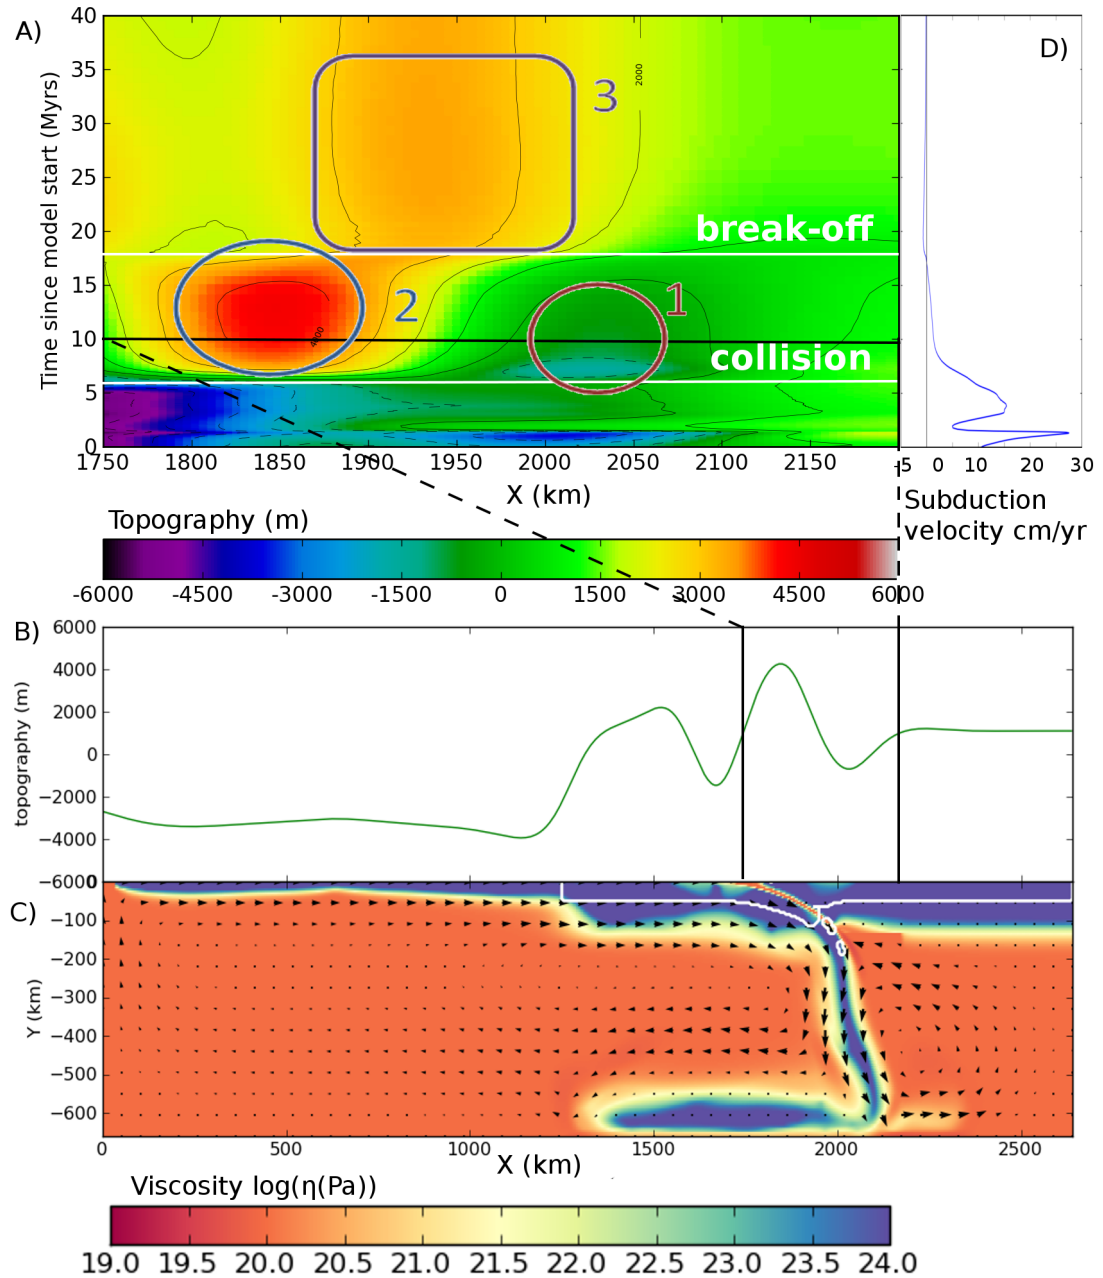 A)
D)
40
35
30
25
20
15
10
5
0
Time since model start (Myrs)
1750 1800 1850 1900 1950 2000 2050 2100 2150
X (km)
2000
4000
3
2
1
break-off
collision
-5 0 10 20 30
Subduction
velocity cm/yr
Topography (m)
-6000 -4500 -3000 -1500 0 1500 3000 4500 6000
B)
6000
4000
2000
0
−2000
−4000
−6000
topography (m)
C)
0
−100
−200
−300
−400
−500
−600
Y (km)
0 500 1000 1500 2000 2500
X (km)
Viscosity log(η(Pa))
19.0 19.5 20.0 20.5 21.0 21.5 22.0 22.5 23.0 23.5 24.0